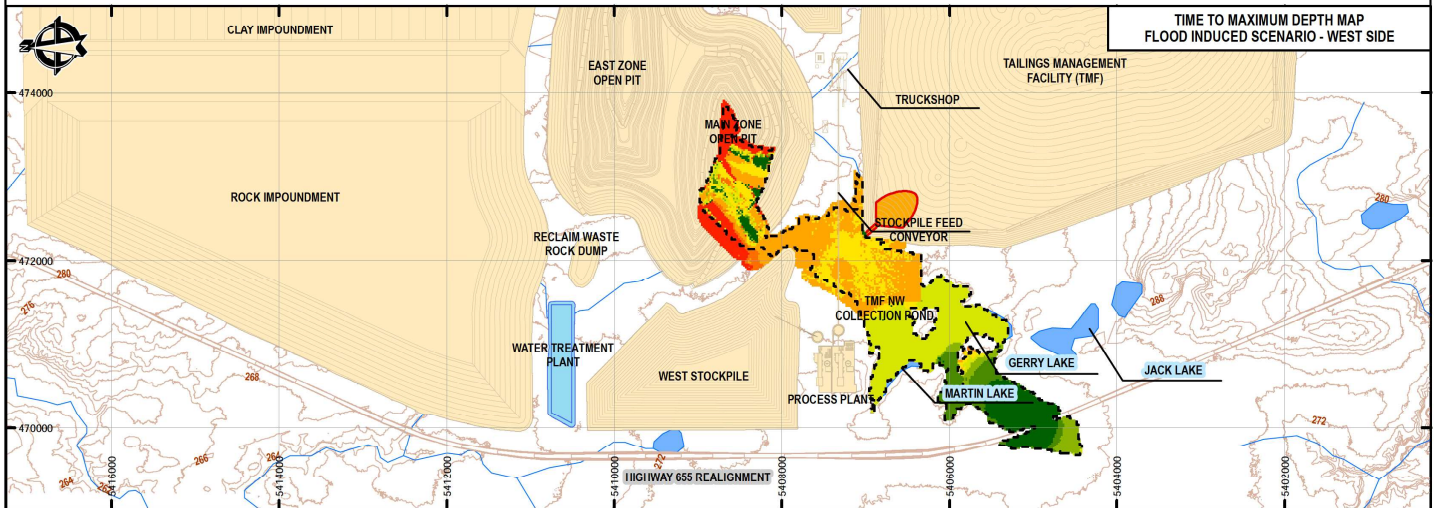 TIME TO MAXIMUM DEPTH MAP
FLOOD INDUCED SCENARIO - WEST SIDE
N
CLAY IMPOUNDMENT
EAST ZONE
OPEN PIT
TAILINGS MANAGEMENT
FACILITY (TMF)
474000
TRUCKSHOP
MAIN ZONE
OPEN PIT
ROCK IMPOUNDMENT
280
STOCKPILE FEED
CONVEYOR
RECLAIM WASTE
ROCK DUMP
472000
280
276
288
TMF NW
COLLECTION POND
WATER TREATMENT
PLANT
GERRY LAKE
JACK LAKE
268
WEST STOCKPILE
MARTIN LAKE
PROCESS PLANT
470000
272
266
264
264
272
HIGHWAY 655 REALIGNMENT
5416000
5414000
5412000
5410000
5408000
5406000
5404000
5402000